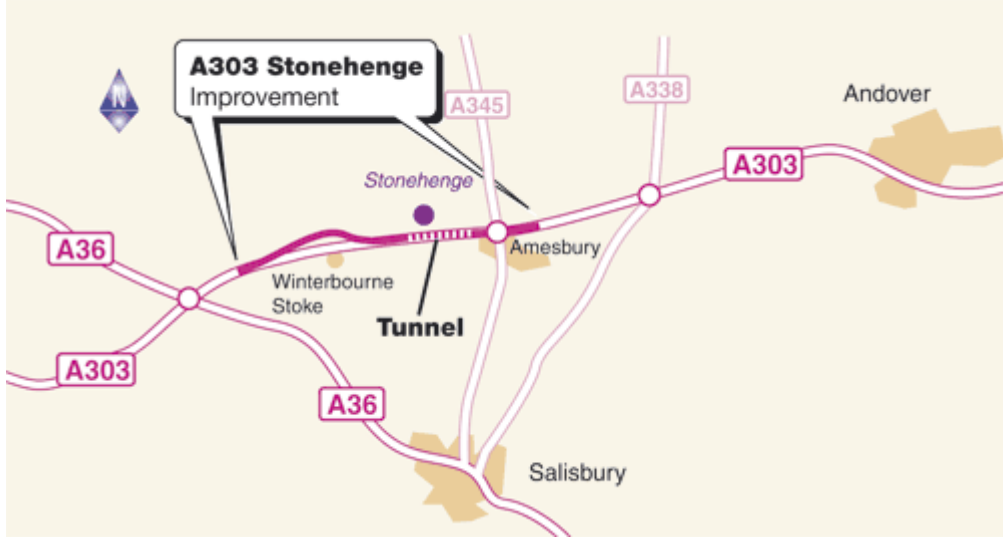 A303 Stonehenge
Improvement
N
A345
A338
Andover
A303
Stonehenge
A36
Amesbury
Winterbourne
Stoke
Tunnel
A303
A36
Salisbury